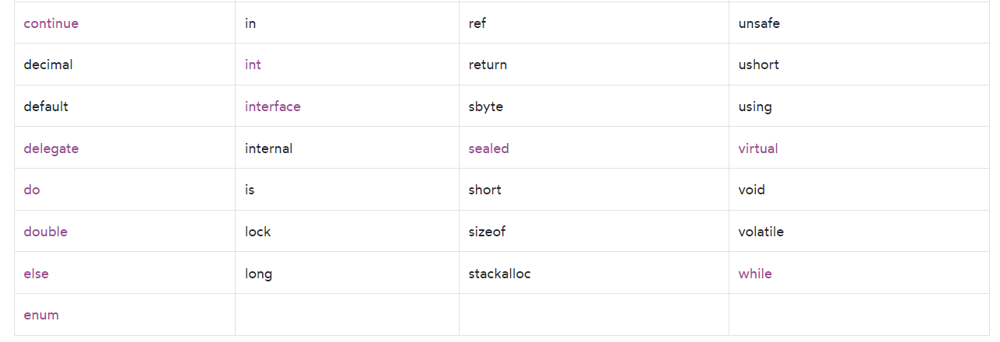 continue in ref unsafe
decimal int return ushort
default interface sbyte using
delegate internal sealed virtual
do is short void
double lock sizeof volatile
else long stackalloc while
enum